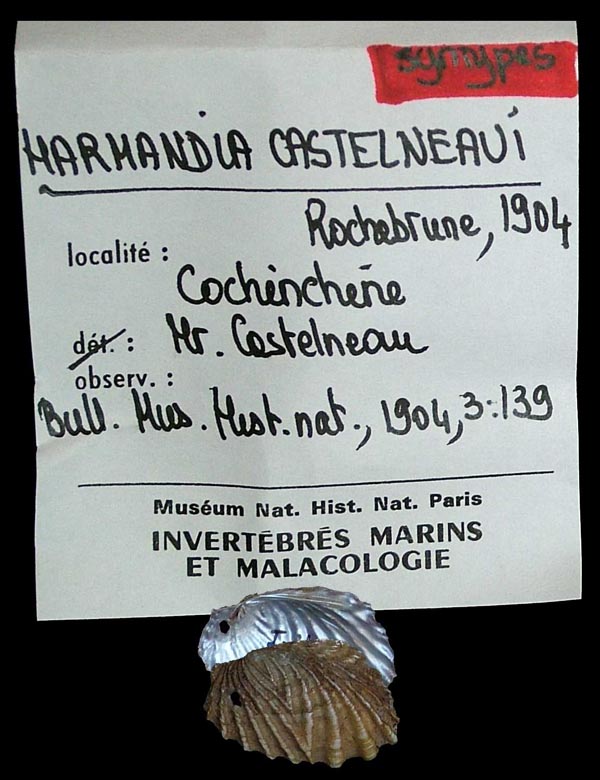 syntypes
HARMANDIA CASTELNEAUI
Rochebrune, 1904
localité :
Cochinchine
dét. : Mr. Castelneau
observ. :
Bull. Mus. Hist. nat., 1904, 3:139
Muséum Nat. Hist. Nat. Paris
INVERTÉBRÉS MARINS
ET MALACOLOGIE